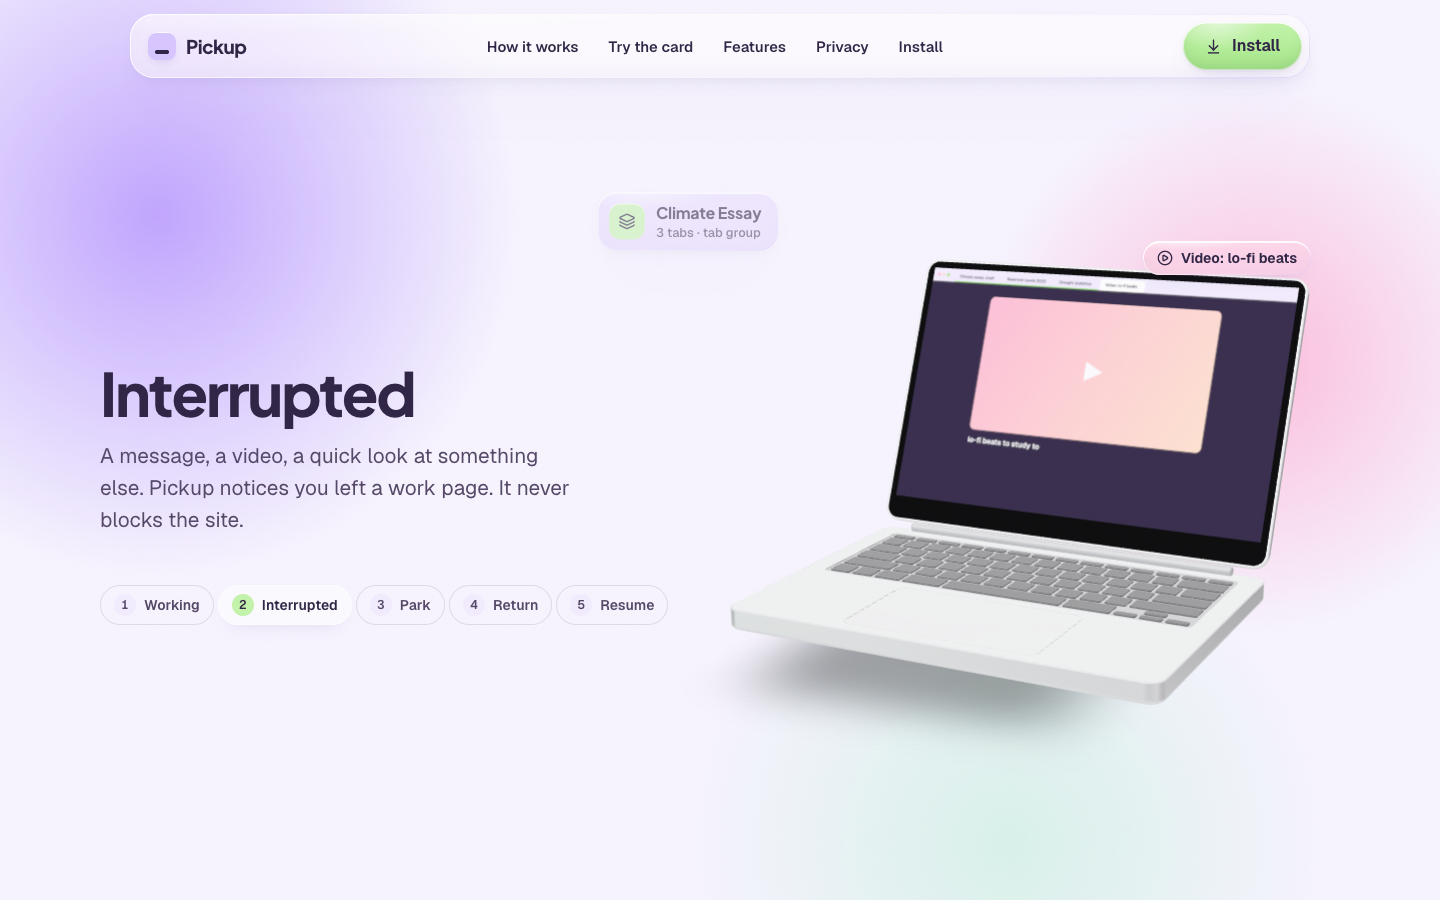 Pickup
How it works
Try the card
Features
Privacy
Install
Install
Climate Essay
3 tabs · tab group
Video: lo-fi beats
lo-fi beats to study to
Interrupted
A message, a video, a quick look at something
else. Pickup notices you left a work page. It never
blocks the site.
1 Working
2 Interrupted
3 Park
4 Return
5 Resume